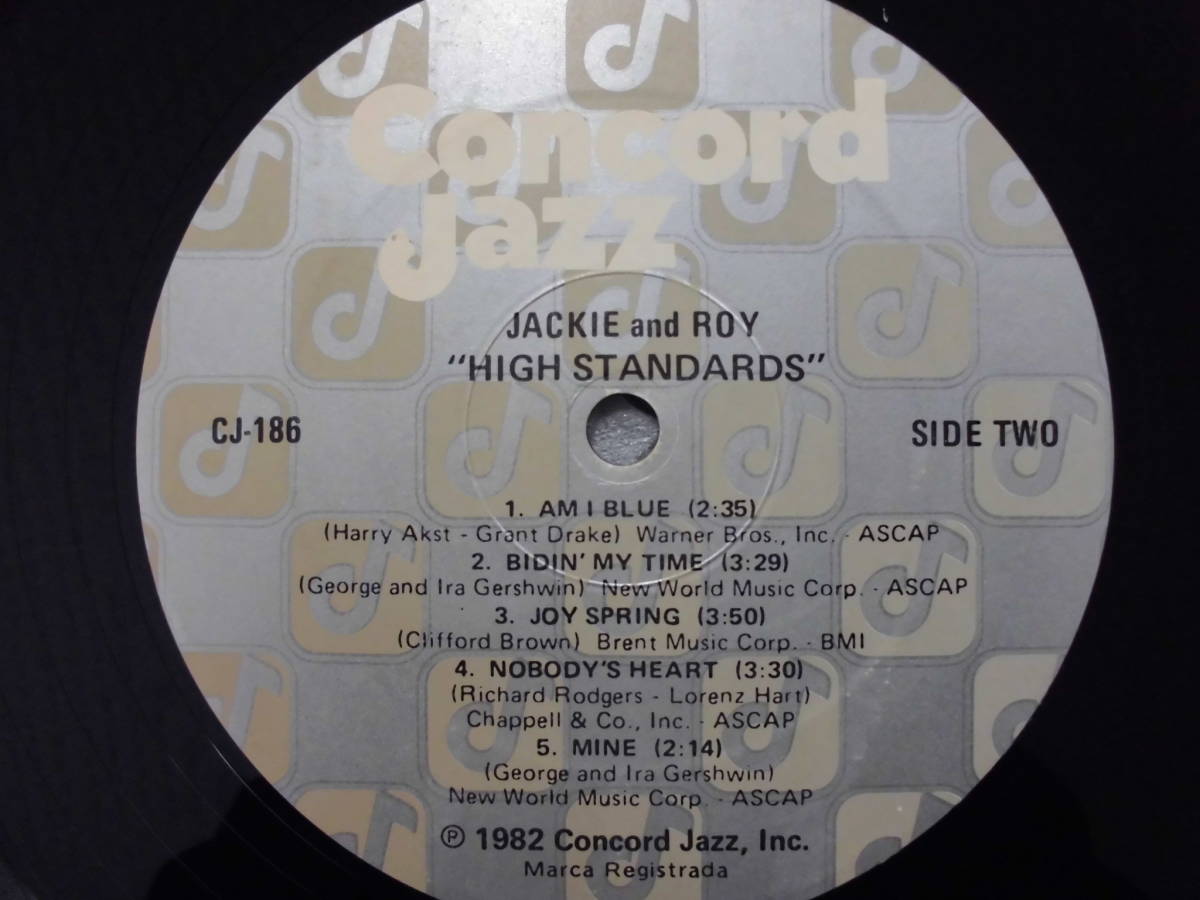 Concord
Jazz
JACKIE and ROY
"HIGH STANDARDS"
CJ-186
SIDE TWO
1. AM I BLUE (2:35)
(Harry Akst - Grant Drake) Warner Bros., Inc. - ASCAP
2. BIDIN' MY TIME (3:29)
(George and Ira Gershwin) New World Music Corp. - ASCAP
3. JOY SPRING (3:50)
(Clifford Brown) Brent Music Corp. - BMI
4. NOBODY'S HEART (3:30)
(Richard Rodgers - Lorenz Hart)
Chappell & Co., Inc. - ASCAP
5. MINE (2:14)
(George and Ira Gershwin)
New World Music Corp. - ASCAP
℗ 1982 Concord Jazz, Inc.
Marca Registrada